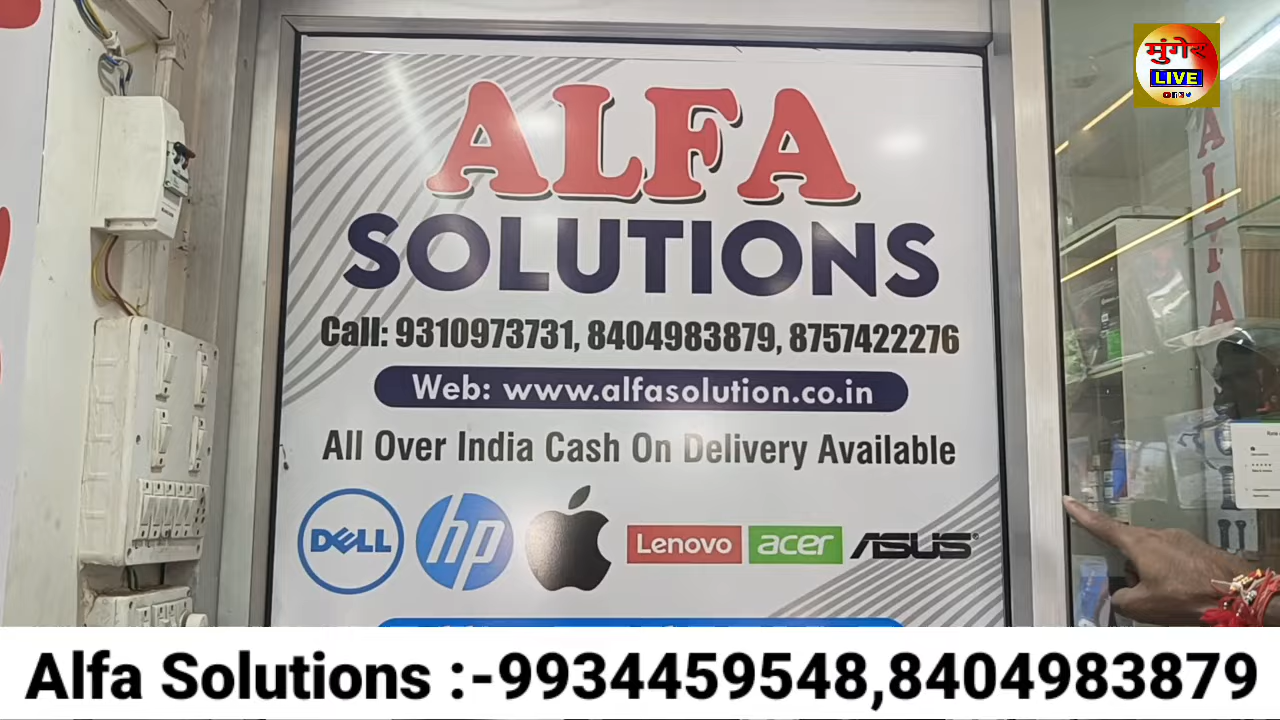 मुंगेर
LIVE
ALFA
SOLUTIONS
Call: 9310973731, 8404983879, 8757422276
Web: www.alfasolution.co.in
All Over India Cash On Delivery Available
DELL hp Lenovo acer ASUS
ALFA
Alfa Solutions :-9934459548,8404983879